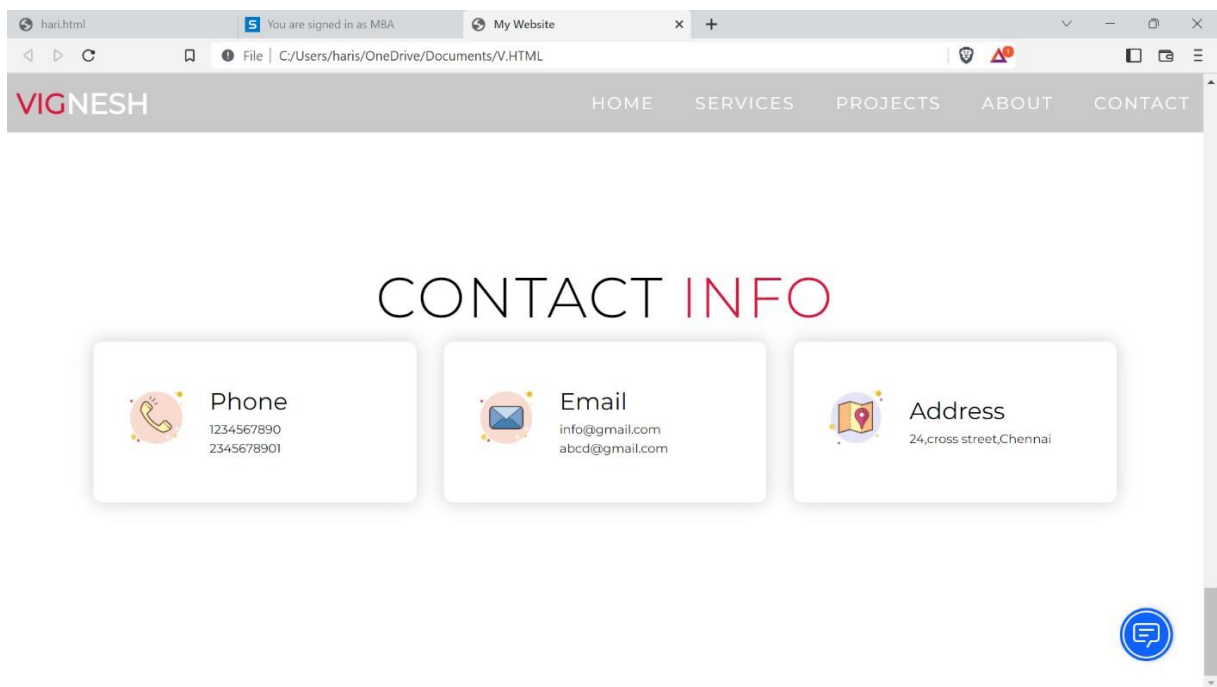 hari.html
S You are signed in as MBA
My Website
File | C:/Users/haris/OneDrive/Documents/V.HTML
1
VIGNESH
HOME SERVICES PROJECTS ABOUT CONTACT
CONTACT INFO
Phone
1234567890
2345678901
Email
info@gmail.com
abcd@gmail.com
Address
24,cross street,Chennai